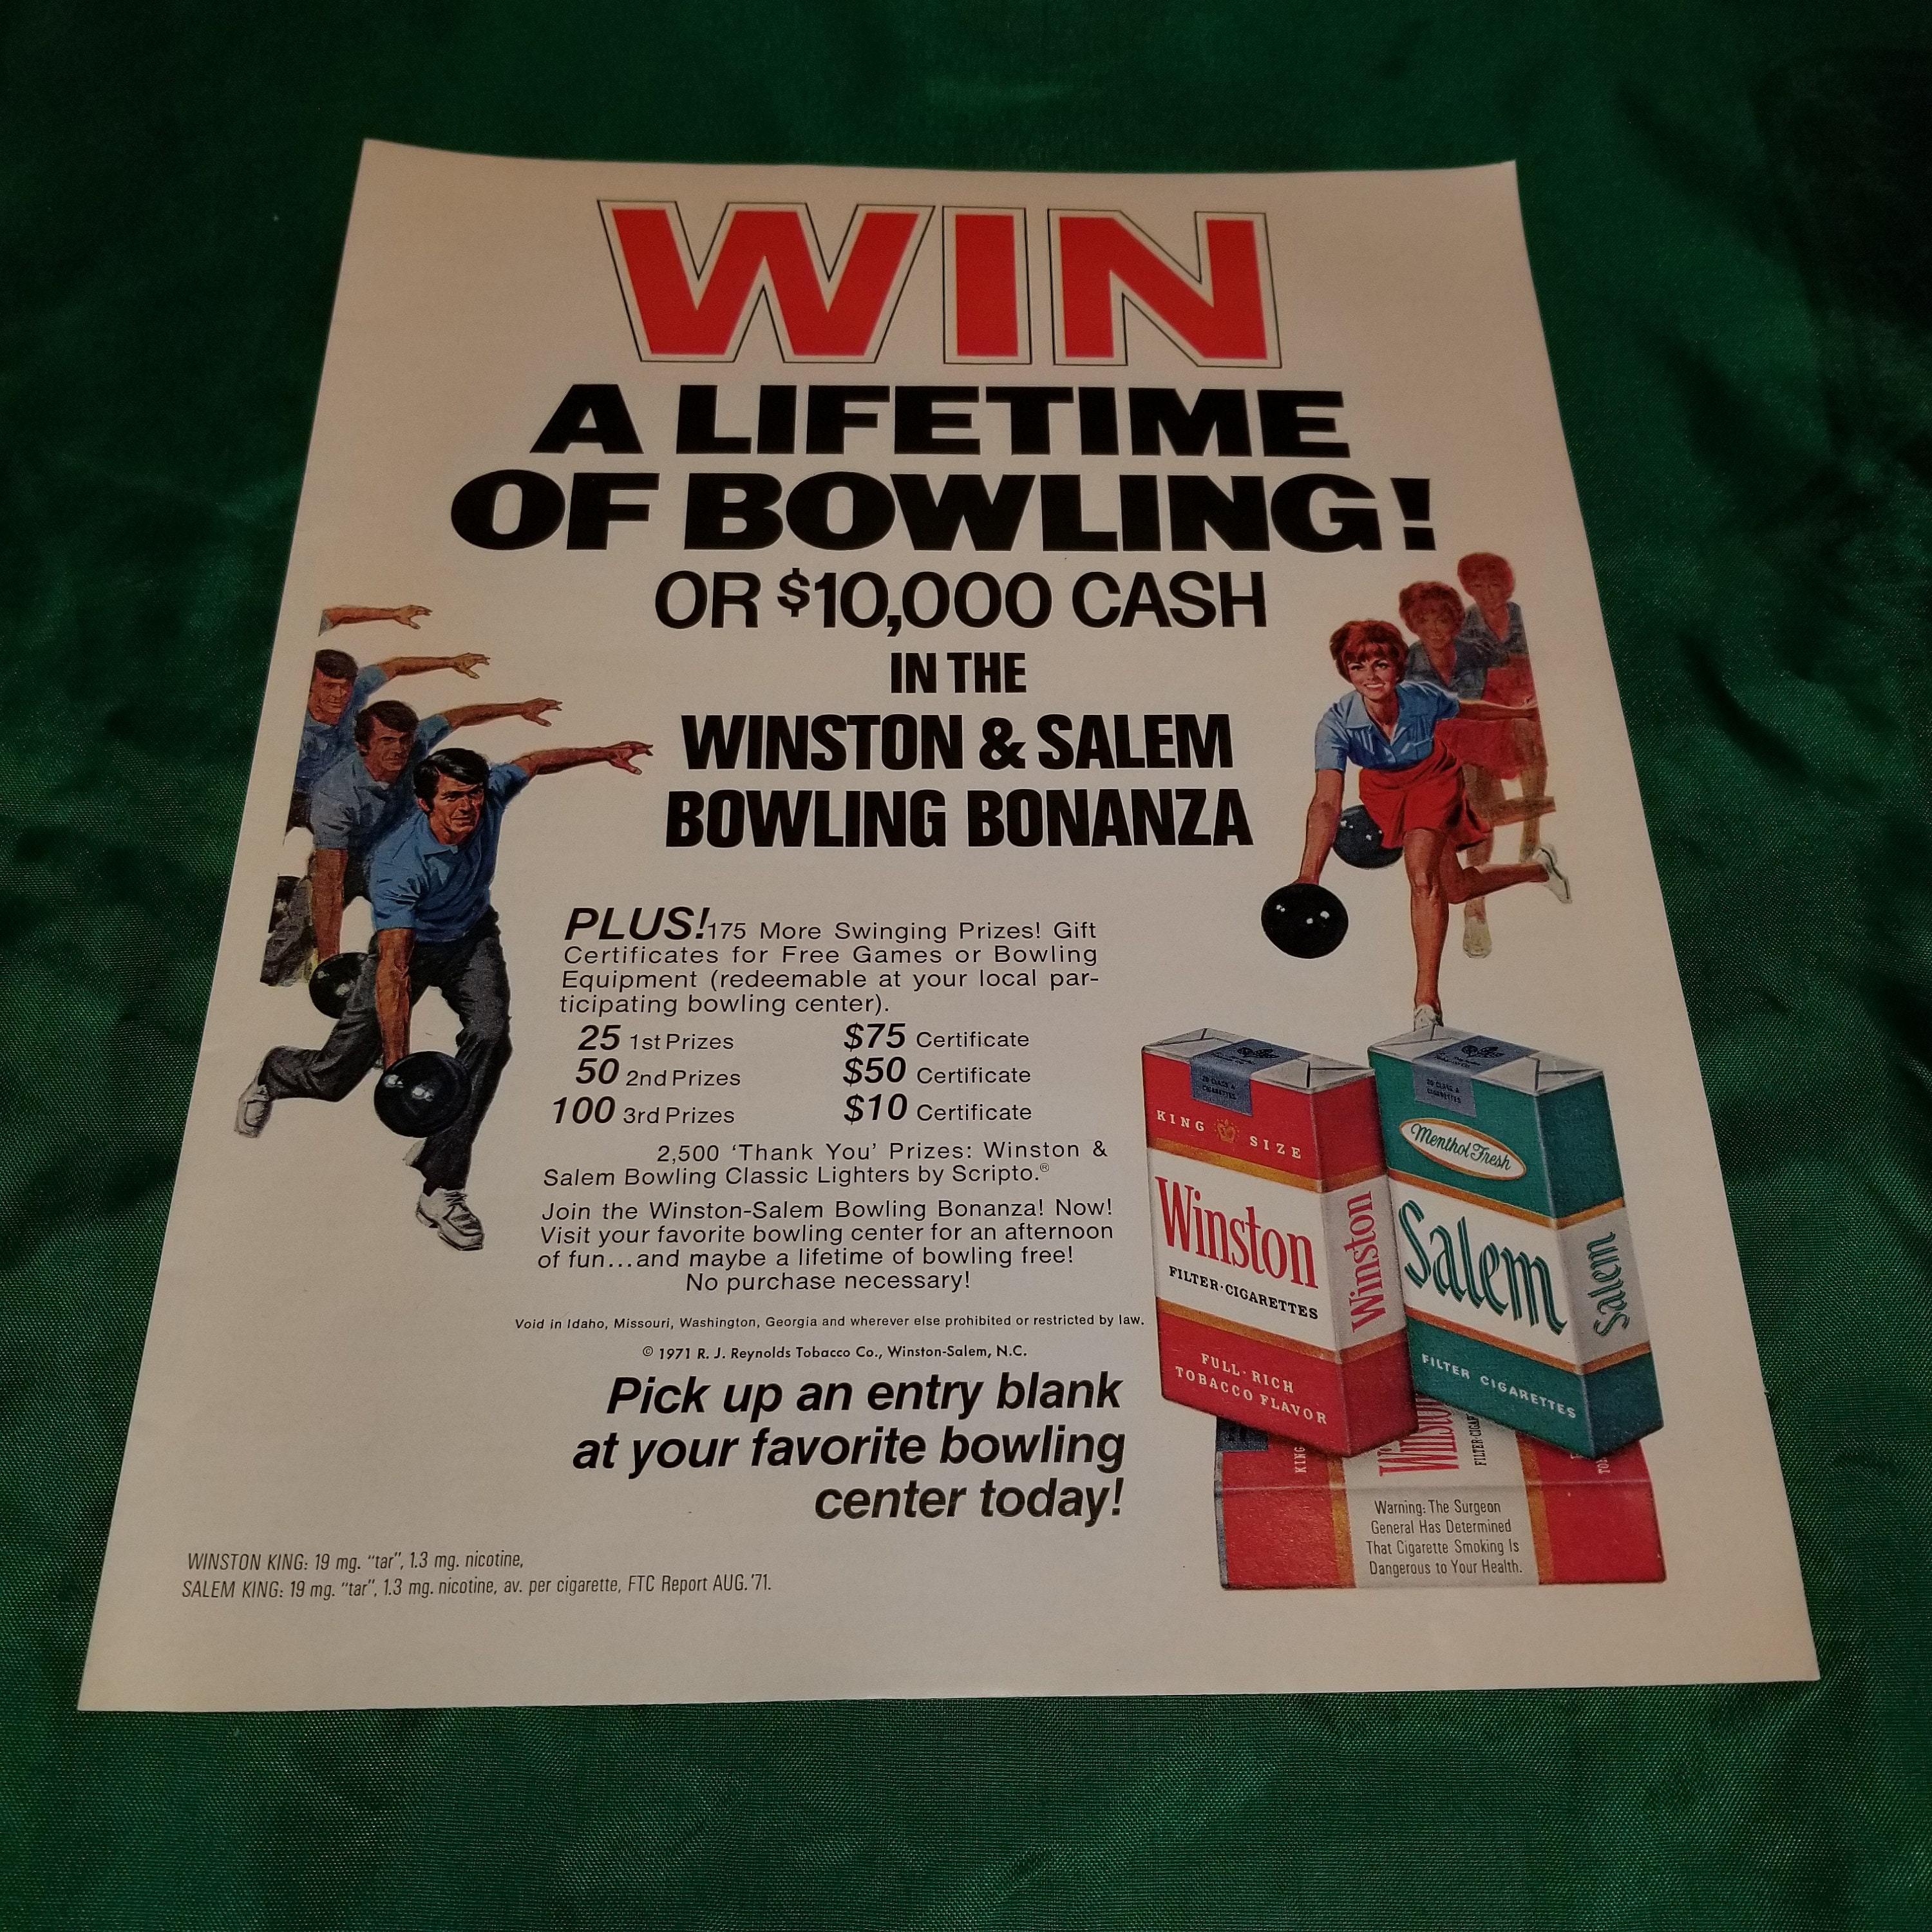 WIN
A LIFETIME
OF BOWLING!
OR $10,000 CASH
IN THE
WINSTON & SALEM
BOWLING BONANZA
PLUS! 175 More Swinging Prizes! Gift
Certificates for Free Games or Bowling
Equipment (redeemable at your local par-
ticipating bowling center).
25 1st Prizes $75 Certificate
50 2nd Prizes $50 Certificate
100 3rd Prizes $10 Certificate
2,500 'Thank You' Prizes: Winston &
Salem Bowling Classic Lighters by Scripto.®
Join the Winston-Salem Bowling Bonanza! Now!
Visit your favorite bowling center for an afternoon
of fun...and maybe a lifetime of bowling free!
No purchase necessary!
Void in Idaho, Missouri, Washington, Georgia and wherever else prohibited or restricted by law.
© 1971 R. J. Reynolds Tobacco Co., Winston-Salem, N.C.
Pick up an entry blank
at your favorite bowling
center today!
WINSTON KING: 19 mg. "tar", 1.3 mg. nicotine,
SALEM KING: 19 mg. "tar", 1.3 mg. nicotine, av. per cigarette, FTC Report AUG. '71.
20 CLASS A
CIGARETTES
KING SIZE
Winston
FILTER·CIGARETTES
FULL·RICH
TOBACCO FLAVOR
Winston
20 CLASS A
CIGARETTES
Menthol Fresh
Salem
FILTER CIGARETTES
Salem
KING
Winston
Warning: The Surgeon
General Has Determined
That Cigarette Smoking Is
Dangerous to Your Health.